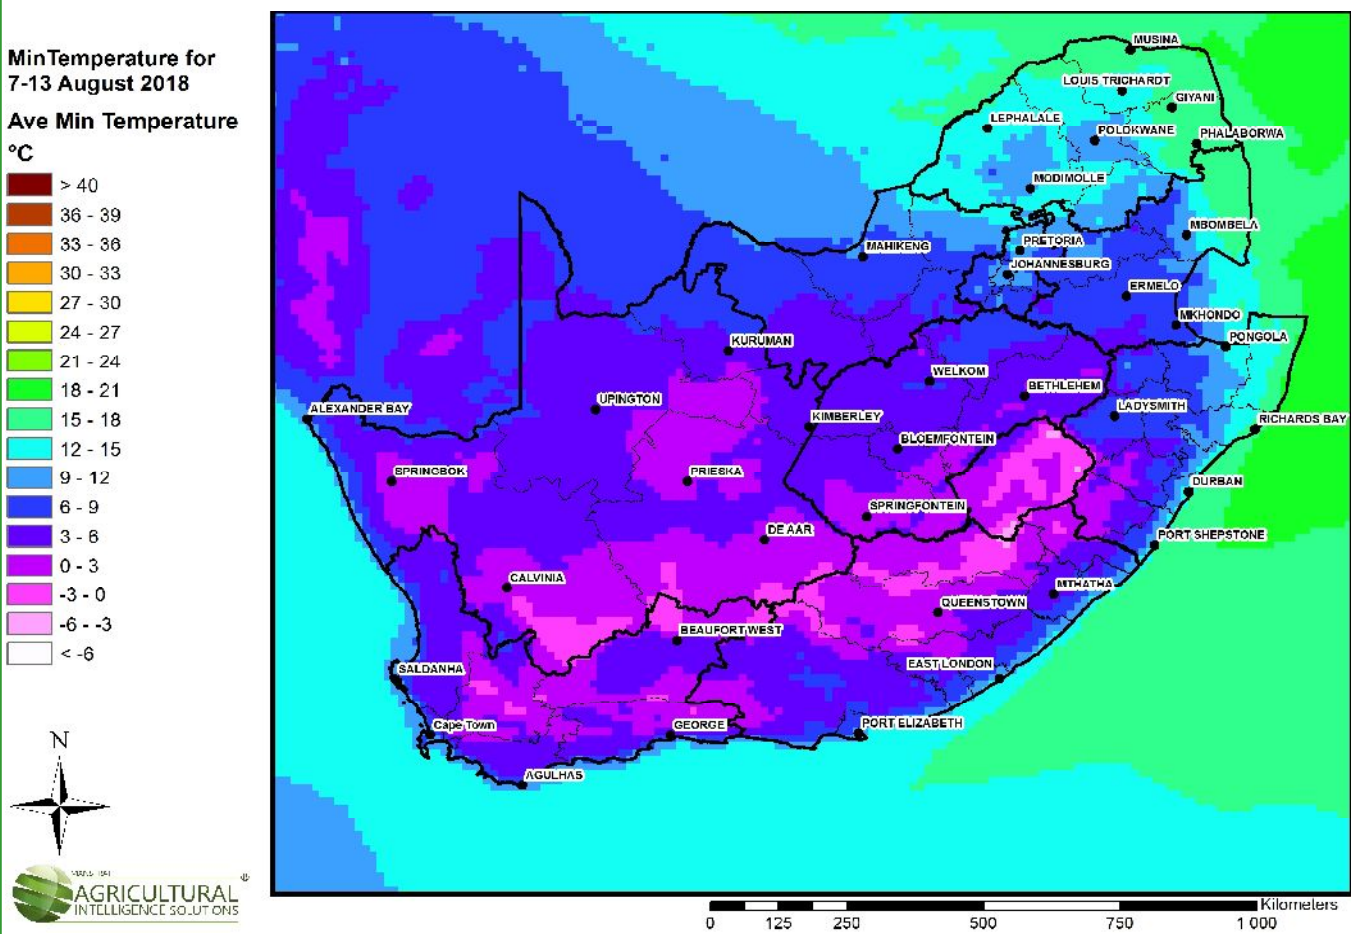 MinTemperature for
7-13 August 2018
Ave Min Temperature
°C
> 40
36 - 39
33 - 36
30 - 33
27 - 30
24 - 27
21 - 24
18 - 21
15 - 18
12 - 15
9 - 12
6 - 9
3 - 6
0 - 3
-3 - 0
-6 - -3
< -6
N
AGRICULTURAL ®
INTELLIGENCE SOLUTIONS
MUSINA
LOUIS TRICHARDT
GIYANI
LEPHALALE
POLOKWANE
PHALABORWA
MODIMOLLE
MBOMBELA
PRETORIA
MAHIKENG
JOHANNESBURG
ERMELO
MKHONDO
PONGOLA
KURUMAN
WELKOM
BETHLEHEM
UPINGTON
ALEXANDER BAY
KIMBERLEY
LADYSMITH
RICHARDS BAY
BLOEMFONTEIN
SPRINGBOK
PRIESKA
DURBAN
SPRINGFONTEIN
DE AAR
PORT SHEPSTONE
CALVINIA
MTHATHA
QUEENSTOWN
BEAUFORT WEST
SALDANHA
EAST LONDON
Cape Town
GEORGE
PORT ELIZABETH
AGULHAS
Kilometers
0 125 250 500 750 1 000